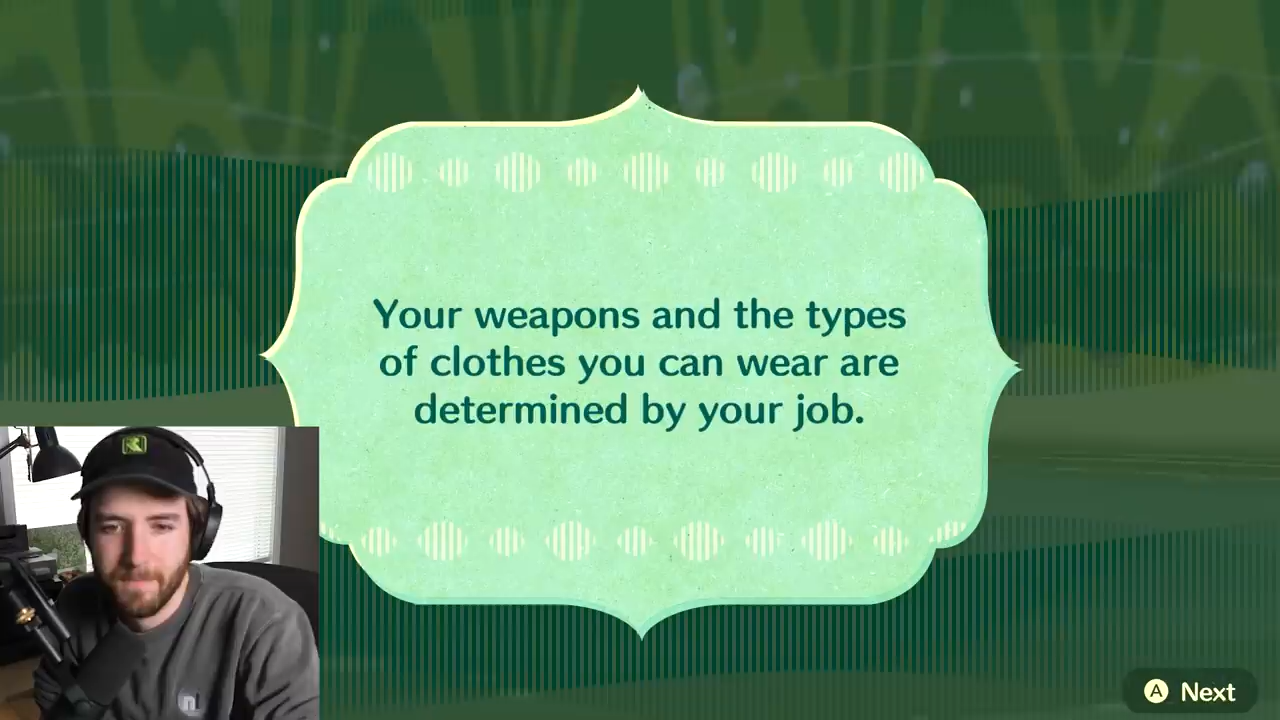 Your weapons and the types
of clothes you can wear are
determined by your job.
A Next